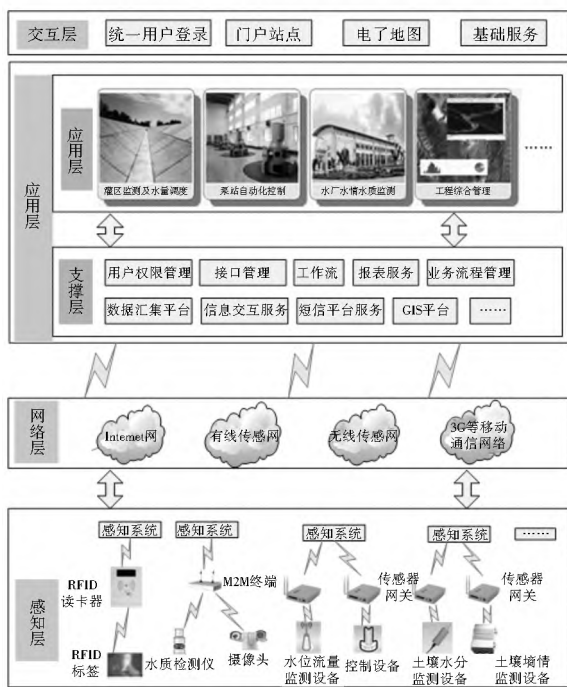 交互层
统一用户登录
门户站点
电了地图
基础服务
应用层
应用层
灌区监测及水量调度
泵站自动化控制
水厂水情水质监测
工程综合管理
……
支撑层
用户权限管理
接口管理
工作流
报表服务
业务流程管理
数据汇集平台
信息交互服务
短信平台服务
GIS平台
……
网络层
Internet网
有线传感网
无线传感网
3G等移动
通信网络
感知层
感知系统
感知系统
感知系统
感知系统
……
RFID
读卡器
M2M终端
传感器
网关
传感器
网关
RFID
标签
水质检测仪
摄像头
水位流量
监测设备
控制设备
土壤水分
监测设备
土壤墒情
监测设备